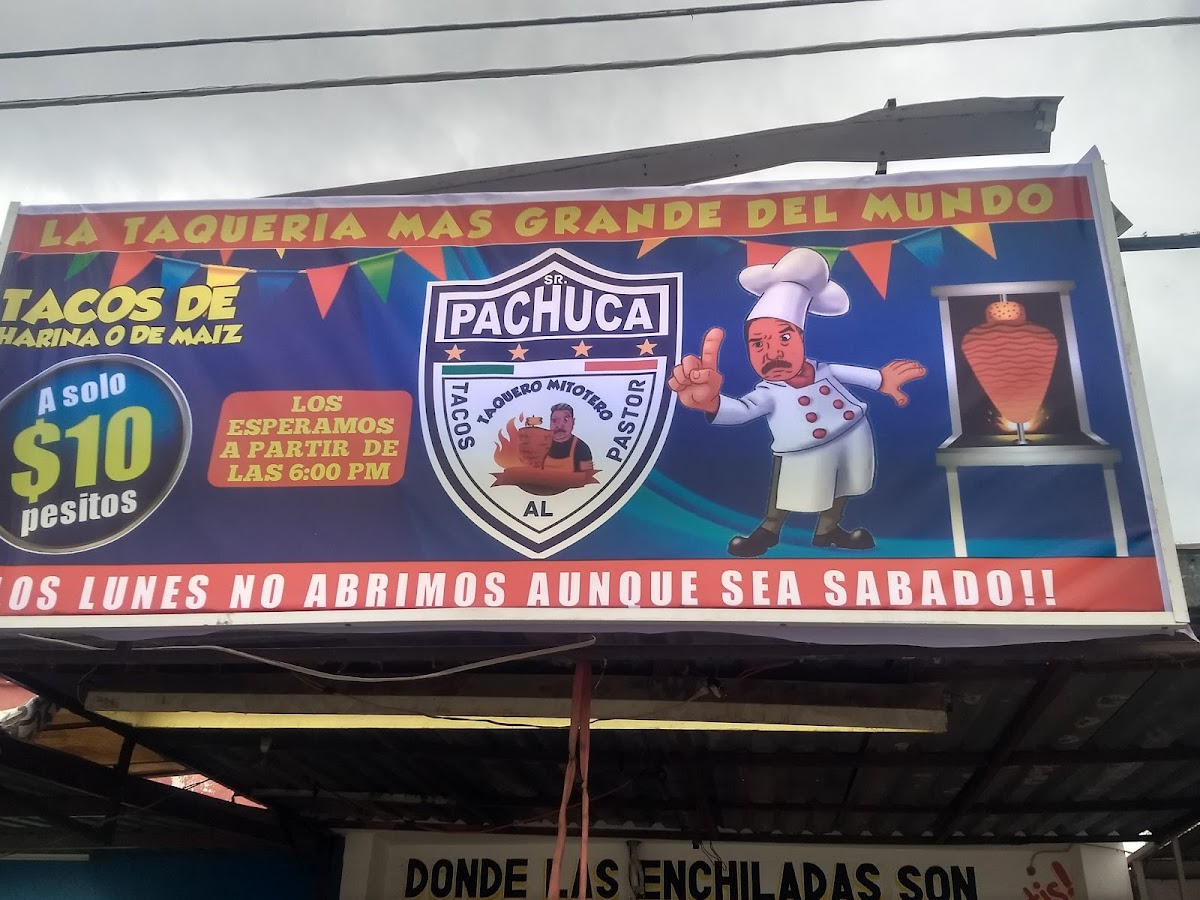 LA TAQUERIA MAS GRANDE DEL MUNDO
TACOS DE
HARINA O DE MAIZ
A solo
$10
pesitos
LOS
ESPERAMOS
A PARTIR DE
LAS 6:00 PM
SR.
PACHUCA
TACOS
TAQUERO MITOTERO
PASTOR
AL
LOS LUNES NO ABRIMOS AUNQUE SEA SABADO!!
DONDE LAS ENCHILADAS SON